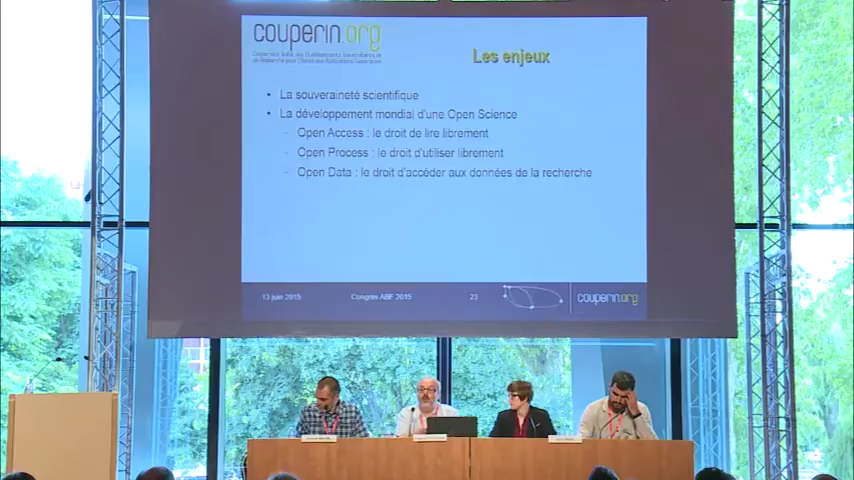 couperin.org
Les enjeux
• La souveraineté scientifique
• La développement mondial d'une Open Science
- Open Access : le droit de lire librement
- Open Process : le droit d'utiliser librement
- Open Data : le droit d'accéder aux données de la recherche
13 juin 2015 Congrès ABF 2015 23 couperin.org